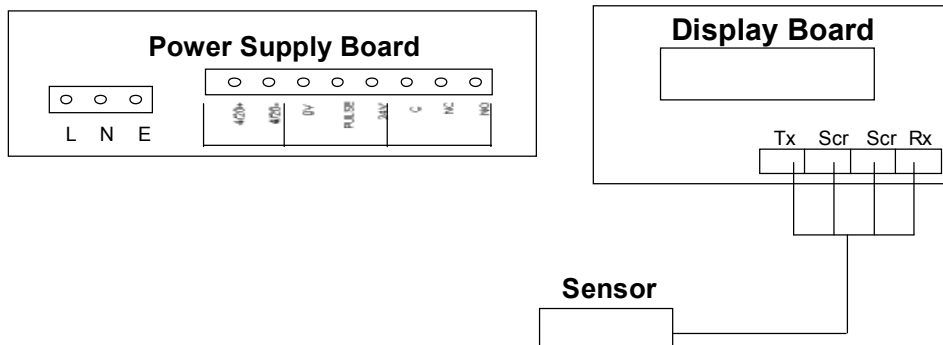 Power Supply Board
L N E
4/20+ 4/20- 0V PULSE 24V C NC NO
Display Board
Tx Scr Scr Rx
Sensor